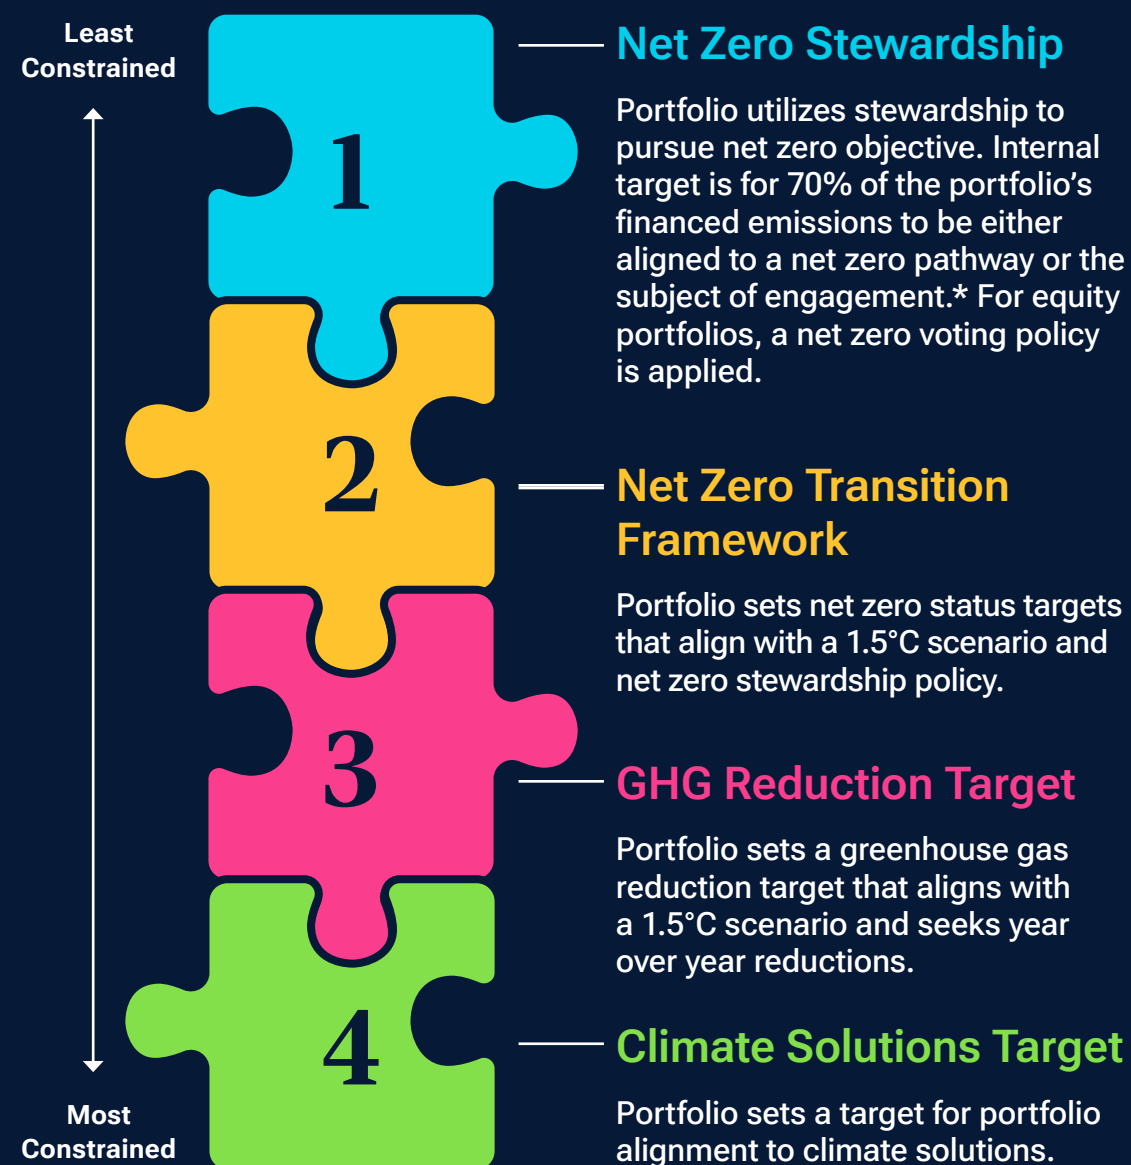 Least
Constrained
1
Net Zero Stewardship
Portfolio utilizes stewardship to
pursue net zero objective. Internal
target is for 70% of the portfolio’s
financed emissions to be either
aligned to a net zero pathway or the
subject of engagement.* For equity
portfolios, a net zero voting policy
is applied.
2
Net Zero Transition
Framework
Portfolio sets net zero status targets
that align with a 1.5°C scenario and
net zero stewardship policy.
3
GHG Reduction Target
Portfolio sets a greenhouse gas
reduction target that aligns with
a 1.5°C scenario and seeks year
over year reductions.
4
Climate Solutions Target
Portfolio sets a target for portfolio
alignment to climate solutions.
Most
Constrained